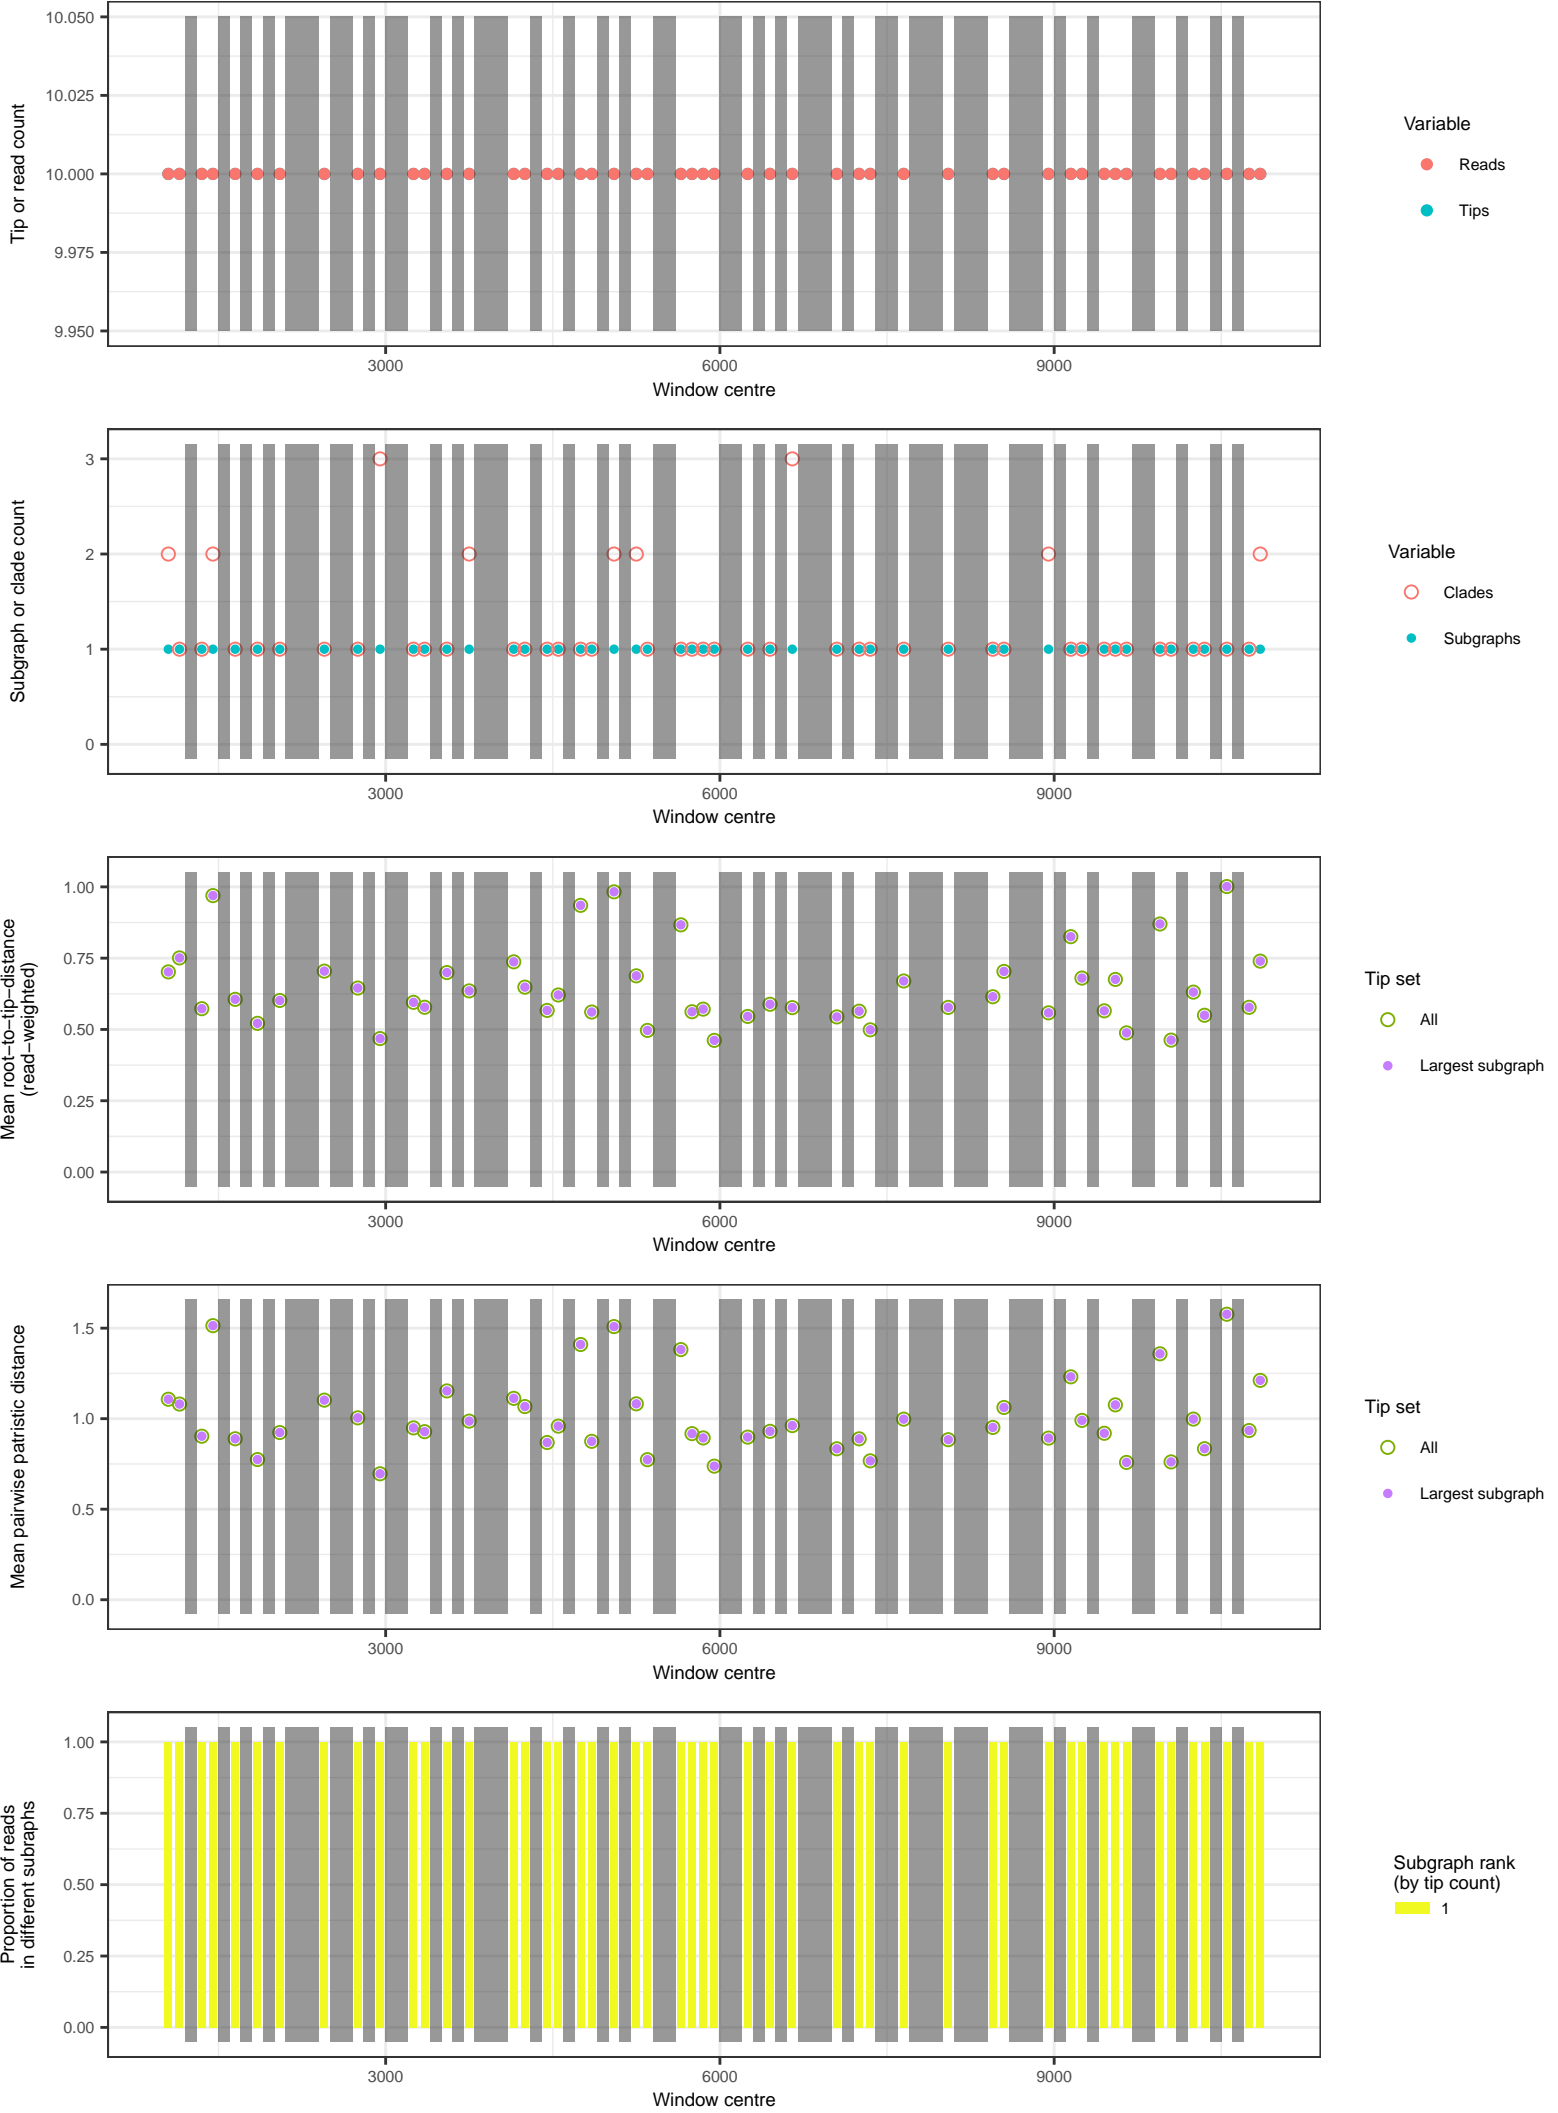 10.050
10.025
10.000
9.975
9.950
Tip or read count
3000
6000
9000
Window centre
Variable
Reads
Tips
3
2
1
0
Subgraph or clade count
3000
6000
9000
Window centre
Variable
Clades
Subgraphs
1.00
0.75
0.50
0.25
0.00
Mean root−to−tip−distance
(read−weighted)
3000
6000
9000
Window centre
Tip set
All
Largest subgraph
1.5
1.0
0.5
0.0
Mean pairwise patristic distance
3000
6000
9000
Window centre
Tip set
All
Largest subgraph
1.00
0.75
0.50
0.25
0.00
Proportion of reads
in different subraphs
3000
6000
9000
Window centre
Subgraph rank
(by tip count)
1